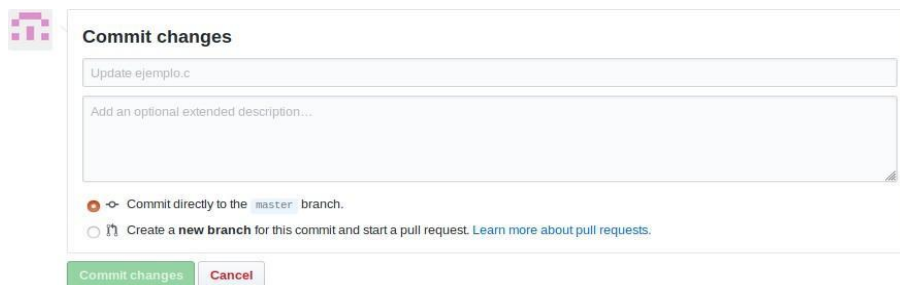 Commit changes
Update ejemplo.c
Add an optional extended description…
Commit directly to the master branch.
Create a new branch for this commit and start a pull request. Learn more about pull requests.
Commit changes Cancel